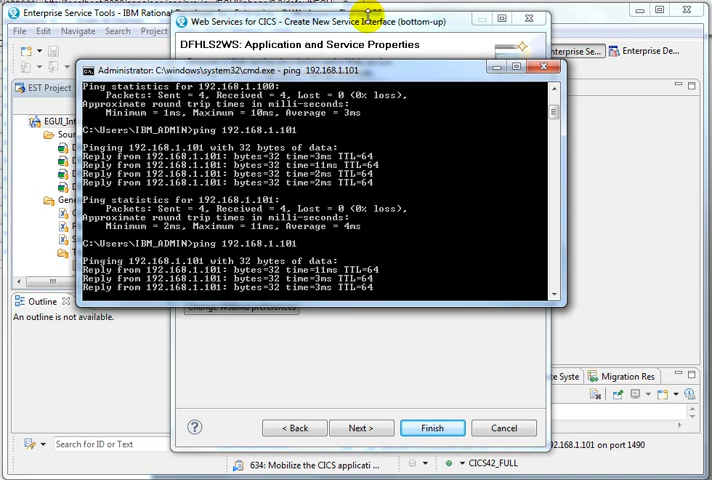 Enterprise Service Tools - IBM Rational
Web Services for CICS - Create New Service Interface (bottom-up)
File Edit Navigate Search
DFHLS2WS: Application and Service Properties
Enterprise Se...
Enterprise De...
EST Project
Administrator: C:\windows\system32\cmd.exe - ping 192.168.1.101
Ping statistics for 192.168.1.100:
Packets: Sent = 4, Received = 4, Lost = 0 (0% loss),
Approximate round trip times in milli-seconds:
Minimum = 1ms, Maximum = 10ms, Average = 3ms
C:\Users\IBM_ADMIN>ping 192.168.1.101
Pinging 192.168.1.101 with 32 bytes of data:
Reply from 192.168.1.101: bytes=32 time=3ms TTL=64
Reply from 192.168.1.101: bytes=32 time=11ms TTL=64
Reply from 192.168.1.101: bytes=32 time=2ms TTL=64
Reply from 192.168.1.101: bytes=32 time=2ms TTL=64
Ping statistics for 192.168.1.101:
Packets: Sent = 4, Received = 4, Lost = 0 (0% loss),
Approximate round trip times in milli-seconds:
Minimum = 2ms, Maximum = 11ms, Average = 4ms
C:\Users\IBM_ADMIN>ping 192.168.1.101
Pinging 192.168.1.101 with 32 bytes of data:
Reply from 192.168.1.101: bytes=32 time=11ms TTL=64
Reply from 192.168.1.101: bytes=32 time=3ms TTL=64
Reply from 192.168.1.101: bytes=32 time=3ms TTL=64
EGUI_Int
Sou
Gen
Outline
An outline is not available.
te Syste
Migration Res
< Back
Next >
Finish
Cancel
Search for ID or Text
.1.101 on port 1490
634: Mobilize the CICS applicati ...
CICS42_FULL